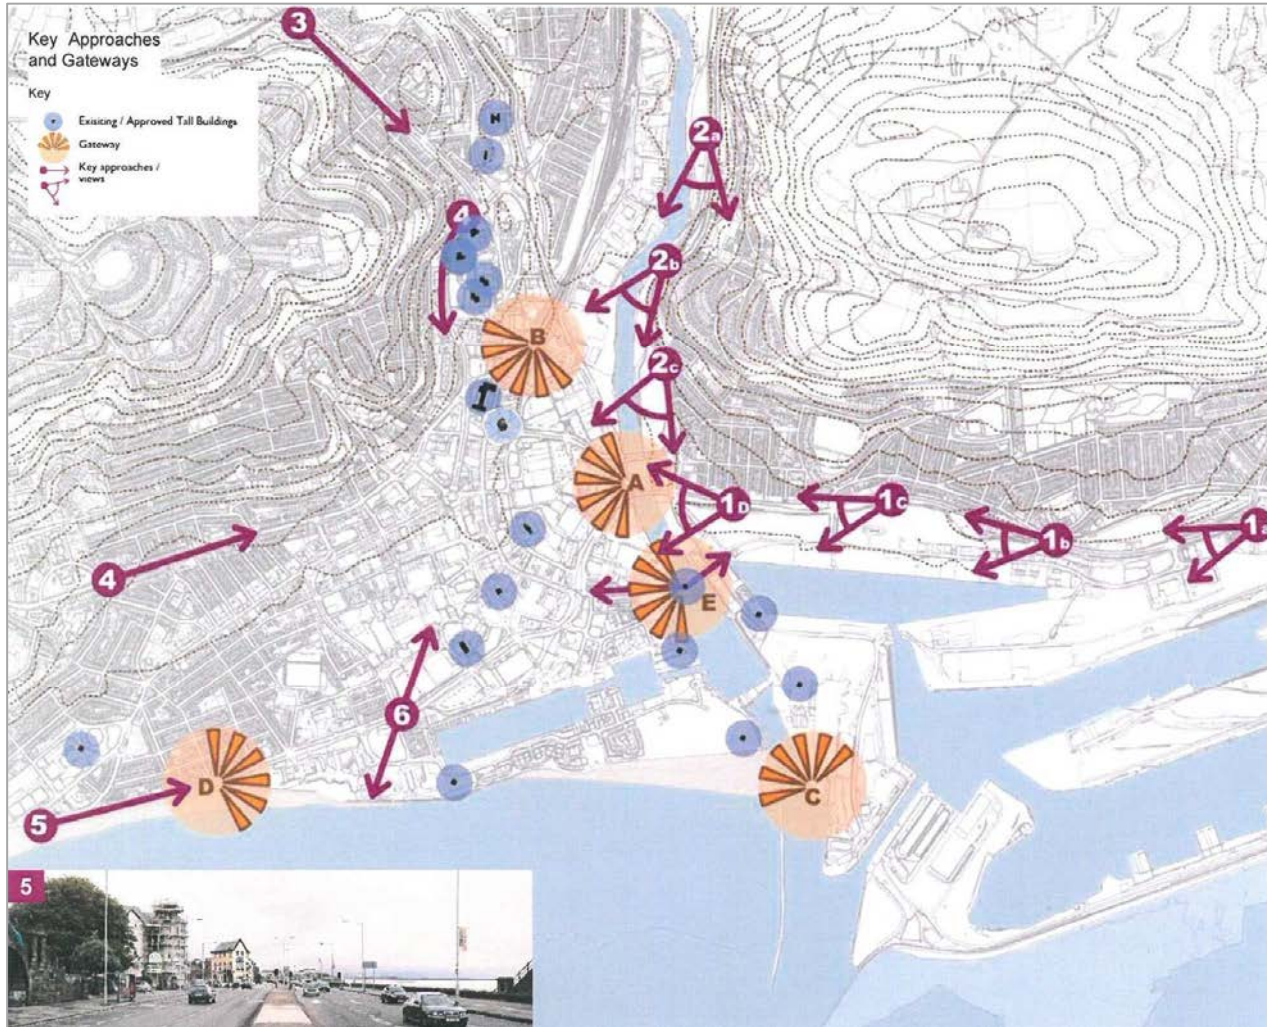 Key Approaches
and Gateways
Key
Exisiting / Approved Tall Buildings
Gateway
Key approaches /
views
3
2a
4
2b
B
2c
G
A
1D
1c
1b
1a
4
E
6
D
C
5
5